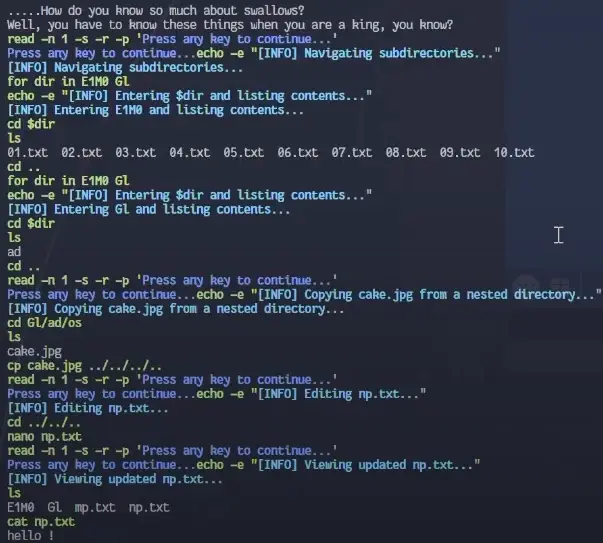 .....How do you know so much about swallows?
Well, you have to know these things when you are a king, you know?
read -n 1 -s -r -p 'Press any key to continue...'
Press any key to continue...echo -e "[INFO] Navigating subdirectories..."
[INFO] Navigating subdirectories...
for dir in E1M0 Gl
echo -e "[INFO] Entering $dir and listing contents..."
[INFO] Entering E1M0 and listing contents...
cd $dir
ls
01.txt  02.txt  03.txt  04.txt  05.txt  06.txt  07.txt  08.txt  09.txt  10.txt
cd ..
for dir in E1M0 Gl
echo -e "[INFO] Entering $dir and listing contents..."
[INFO] Entering Gl and listing contents...
cd $dir
ls
ad
cd ..
read -n 1 -s -r -p 'Press any key to continue...'
Press any key to continue...echo -e "[INFO] Copying cake.jpg from a nested directory..."
[INFO] Copying cake.jpg from a nested directory...
cd Gl/ad/os
ls
cake.jpg
cp cake.jpg ../../../..
read -n 1 -s -r -p 'Press any key to continue...'
Press any key to continue...echo -e "[INFO] Editing np.txt..."
[INFO] Editing np.txt...
cd ../../..
nano np.txt
read -n 1 -s -r -p 'Press any key to continue...'
Press any key to continue...echo -e "[INFO] Viewing updated np.txt..."
[INFO] Viewing updated np.txt...
ls
E1M0  Gl  mp.txt  np.txt
cat np.txt
hello !